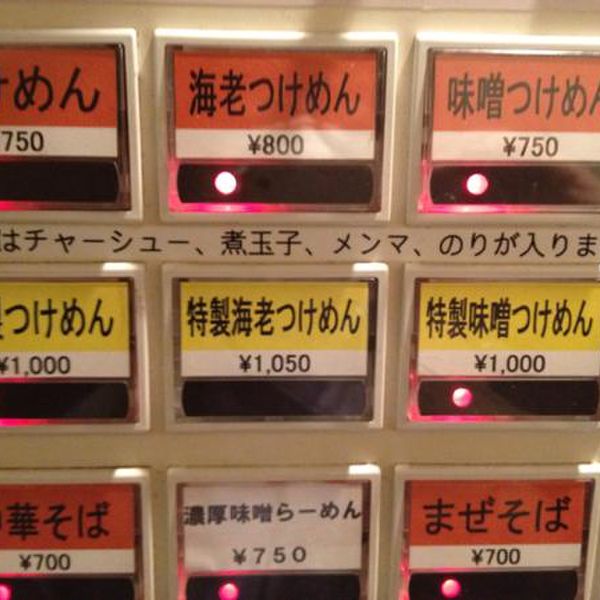 けめん
海老つけめん
味噌つけめん
750
¥800
¥750
はチャーシュー、煮玉子、メンマ、のりが入りま
つけめん
特製海老つけめん
特製味噌つけめん
¥1,000
¥1,050
¥1,000
華そば
濃厚味噌らーめん
まぜそば
¥700
¥750
¥700